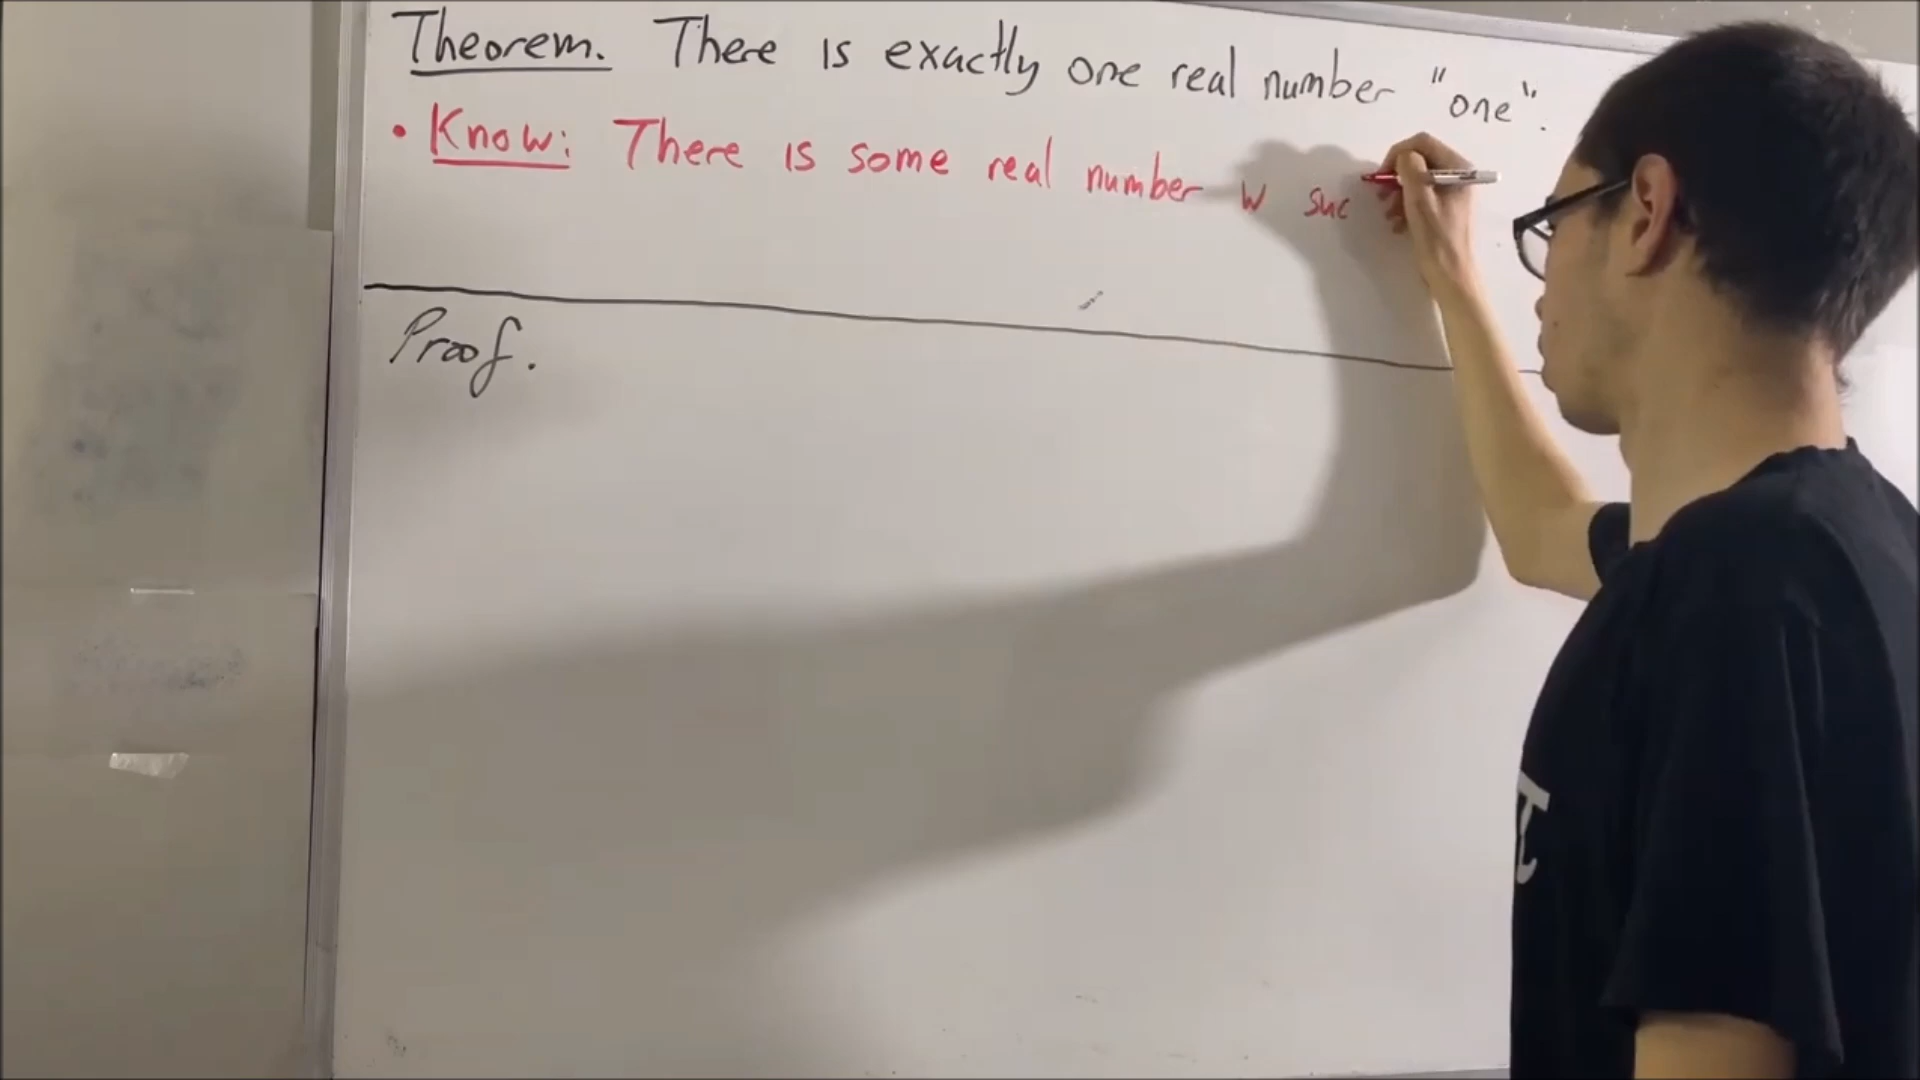 Theorem. There is exactly one real number "one".
• Know: There is some real number w suc
Proof.
π